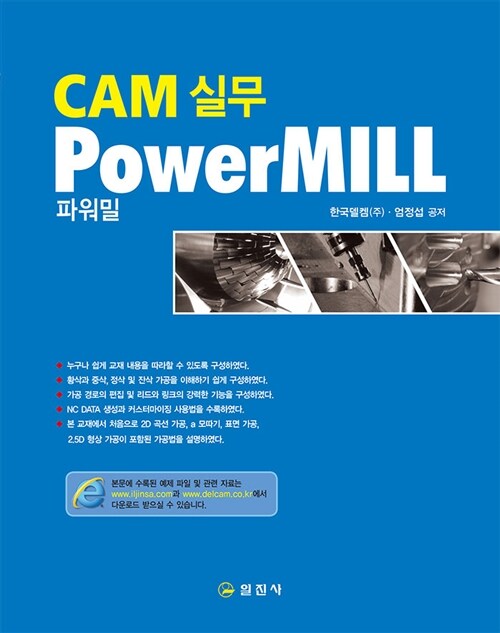 CAM 실무
PowerMILL
파워밀
한국델켐(주) · 엄정섭 공저
누구나 쉽게 교재 내용을 따라할 수 있도록 구성하였다.
황삭과 중삭, 정삭 및 잔삭 가공을 이해하기 쉽게 구성하였다.
가공 경로의 편집 및 리드와 링크의 강력한 기능을 구성하였다.
NC DATA 생성과 커스터마이징 사용법을 수록하였다.
본 교재에서 처음으로 2D 곡선 가공, a 모따기, 표면 가공,
2.5D 형상 가공이 포함된 가공법을 설명하였다.
본문에 수록된 예제 파일 및 관련 자료는
www.iljinsa.com과 www.delcam.co.kr에서
다운로드 받으실 수 있습니다.
일진사